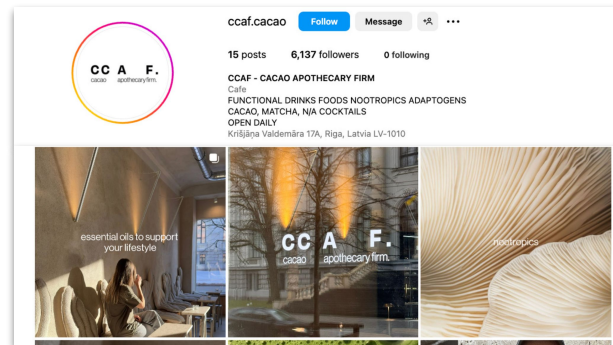 ccaf.cacao Follow Message
15 posts 6,137 followers 0 following
CC A F.
cacao apothecary firm.
CCAF - CACAO APOTHECARY FIRM
Cafe
FUNCTIONAL DRINKS FOODS NOOTROPICS ADAPTOGENS
CACAO, MATCHA, N/A COCKTAILS
OPEN DAILY
Krišjāņa Valdemāra 17A, Riga, Latvia LV-1010
essential oils to support
your lifestyle
CC A F.
cacao apothecary firm.
nootropics